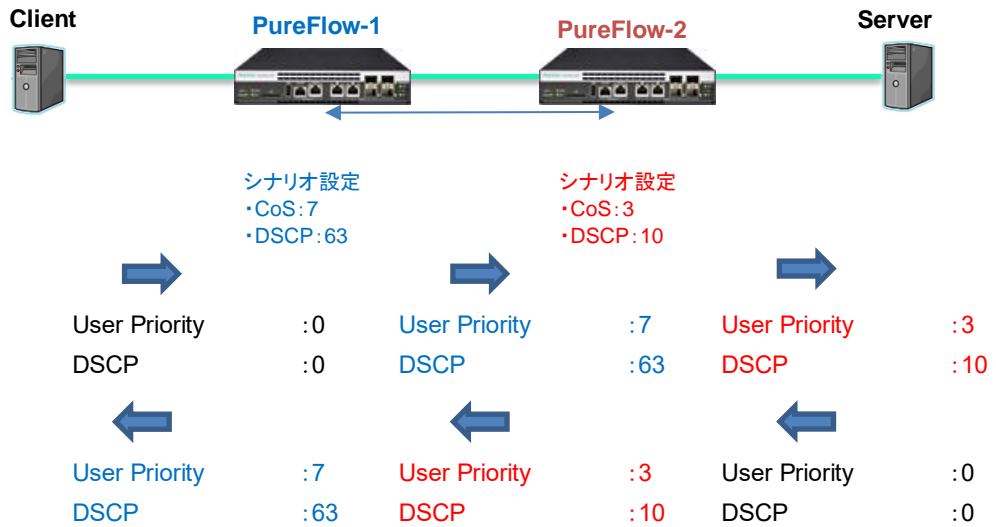 Client PureFlow-1 PureFlow-2 Server
シナリオ設定 シナリオ設定
・CoS:7 ・CoS:3
・DSCP:63 ・DSCP:10
User Priority :0 User Priority :7 User Priority :3
DSCP :0 DSCP :63 DSCP :10
User Priority :7 User Priority :3 User Priority :0
DSCP :63 DSCP :10 DSCP :0